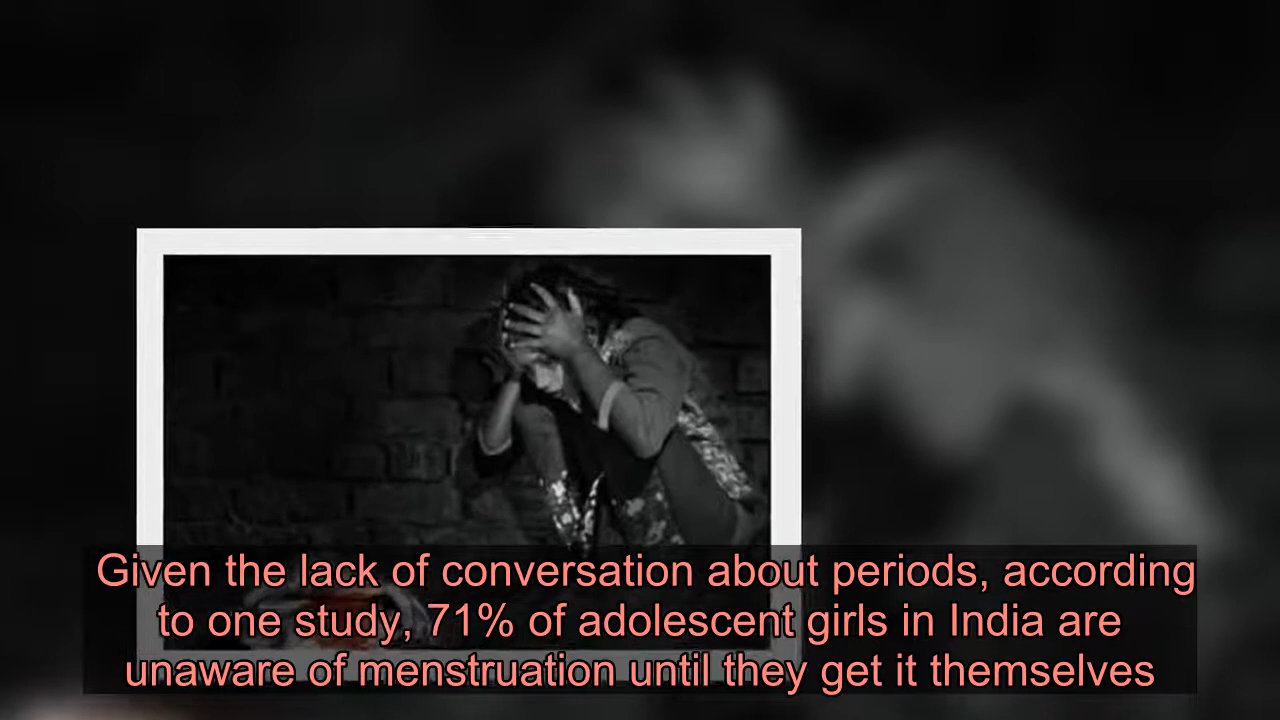 Given the lack of conversation about periods, according
to one study, 71% of adolescent girls in India are
unaware of menstruation until they get it themselves